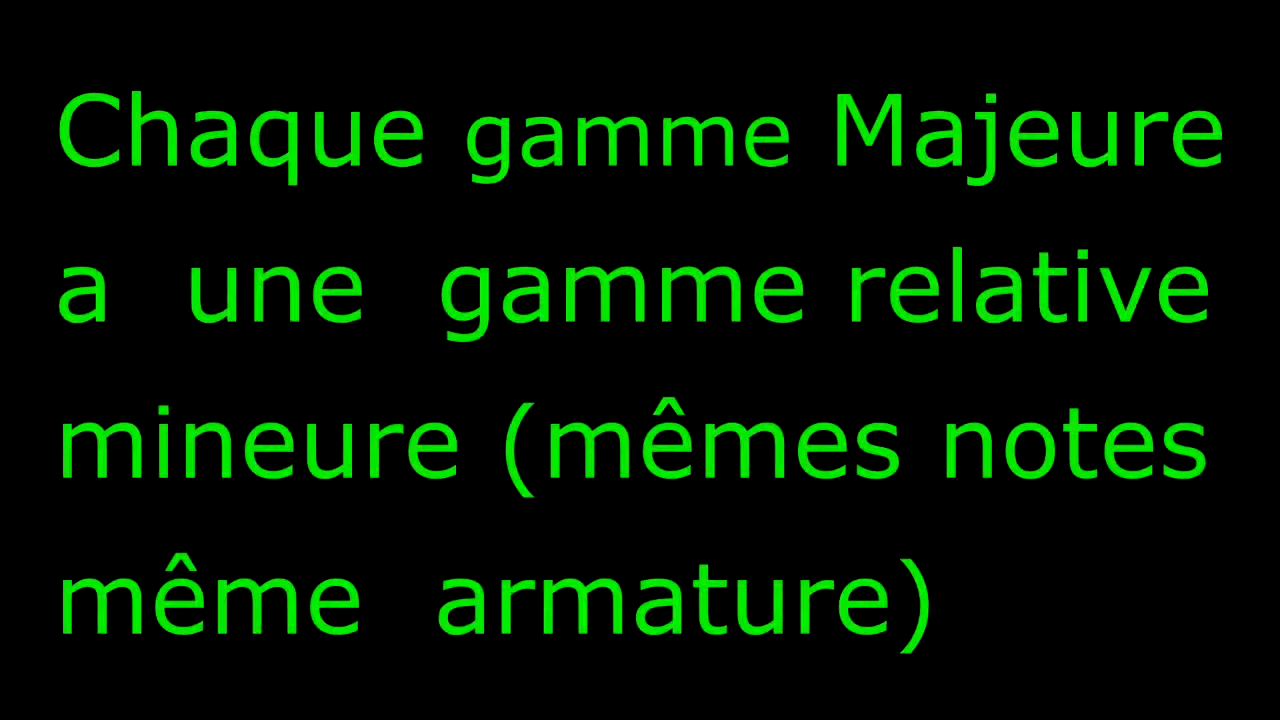 Chaque gamme Majeure
a une gamme relative
mineure (mêmes notes
même armature)